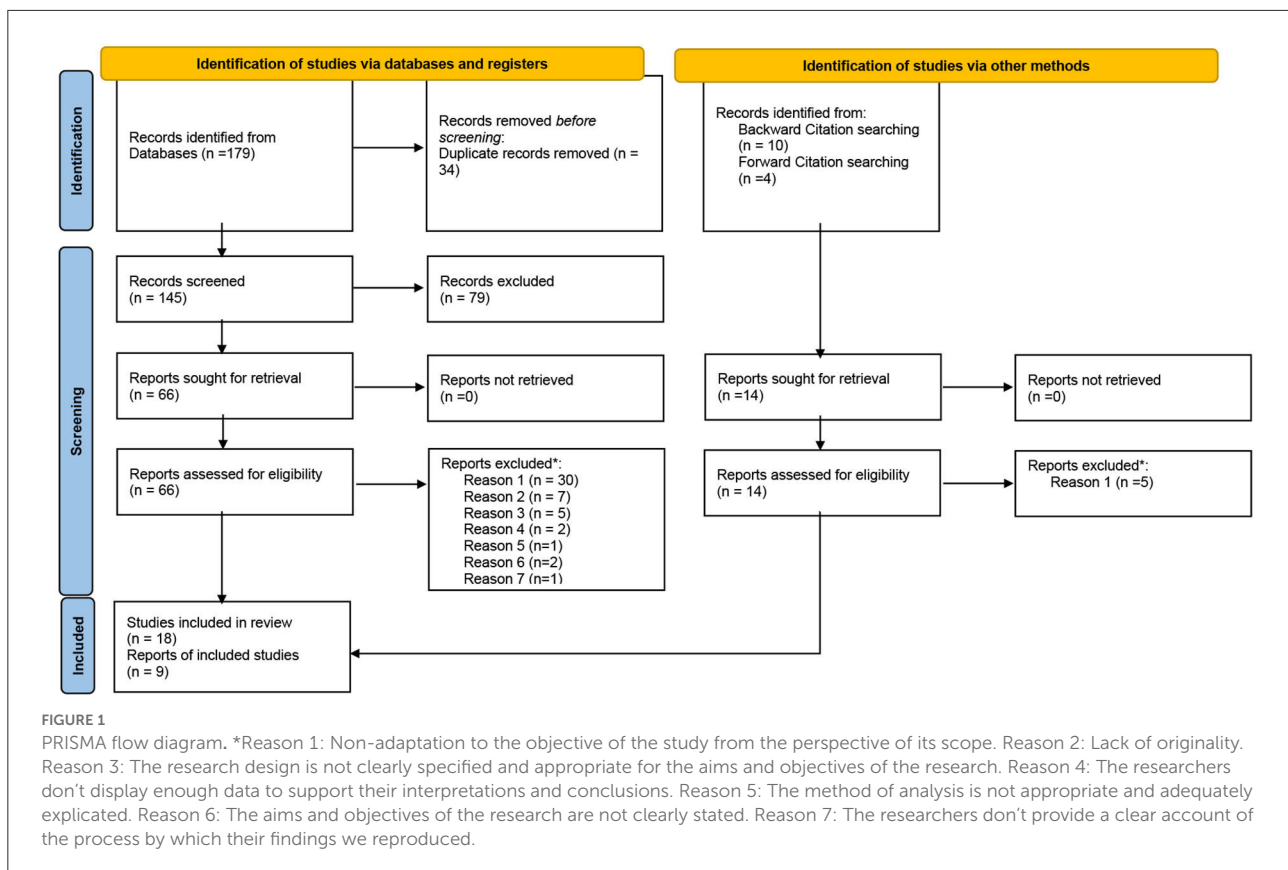 Identification of studies via databases and registers
Identification of studies via other methods
Identification
Records identified from
Databases (n =179)
Records removed before
screening:
Duplicate records removed (n =
34)
Records identified from:
Backward Citation searching
(n = 10)
Forward Citation searching
(n =4)
Screening
Records screened
(n = 145)
Records excluded
(n = 79)
Reports sought for retrieval
(n = 66)
Reports not retrieved
(n =0)
Reports sought for retrieval
(n =14)
Reports not retrieved
(n =0)
Reports assessed for eligibility
(n = 66)
Reports excluded*:
Reason 1 (n = 30)
Reason 2 (n = 7)
Reason 3 (n = 5)
Reason 4 (n = 2)
Reason 5 (n=1)
Reason 6 (n=2)
Reason 7 (n=1)
Reports assessed for eligibility
(n = 14)
Reports excluded*:
Reason 1 (n =5)
Included
Studies included in review
(n = 18)
Reports of included studies
(n = 9)
FIGURE 1
PRISMA flow diagram. *Reason 1: Non-adaptation to the objective of the study from the perspective of its scope. Reason 2: Lack of originality.
Reason 3: The research design is not clearly specified and appropriate for the aims and objectives of the research. Reason 4: The researchers
don't display enough data to support their interpretations and conclusions. Reason 5: The method of analysis is not appropriate and adequately
explicated. Reason 6: The aims and objectives of the research are not clearly stated. Reason 7: The researchers don't provide a clear account of
the process by which their findings we reproduced.